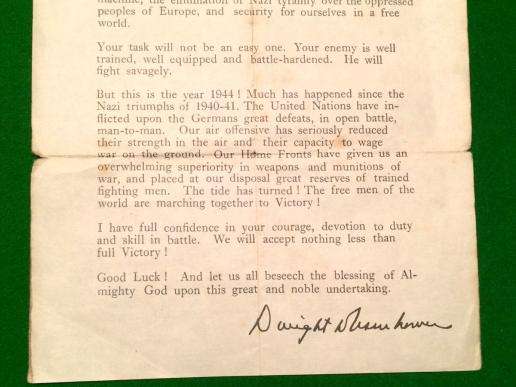 machine, the elimination of Nazi tyranny over the oppressed
peoples of Europe, and security for ourselves in a free
world.
Your task will not be an easy one. Your enemy is well
trained, well equipped and battle-hardened. He will
fight savagely.
But this is the year 1944 ! Much has happened since the
Nazi triumphs of 1940-41. The United Nations have in-
flicted upon the Germans great defeats, in open battle,
man-to-man. Our air offensive has seriously reduced
their strength in the air and their capacity to wage
war on the ground. Our Home Fronts have given us an
overwhelming superiority in weapons and munitions of
war, and placed at our disposal great reserves of trained
fighting men. The tide has turned ! The free men of the
world are marching together to Victory !
I have full confidence in your courage, devotion to duty
and skill in battle. We will accept nothing less than
full Victory !
Good Luck ! And let us all beseech the blessing of Al-
mighty God upon this great and noble undertaking.
Dwight D Eisenhower